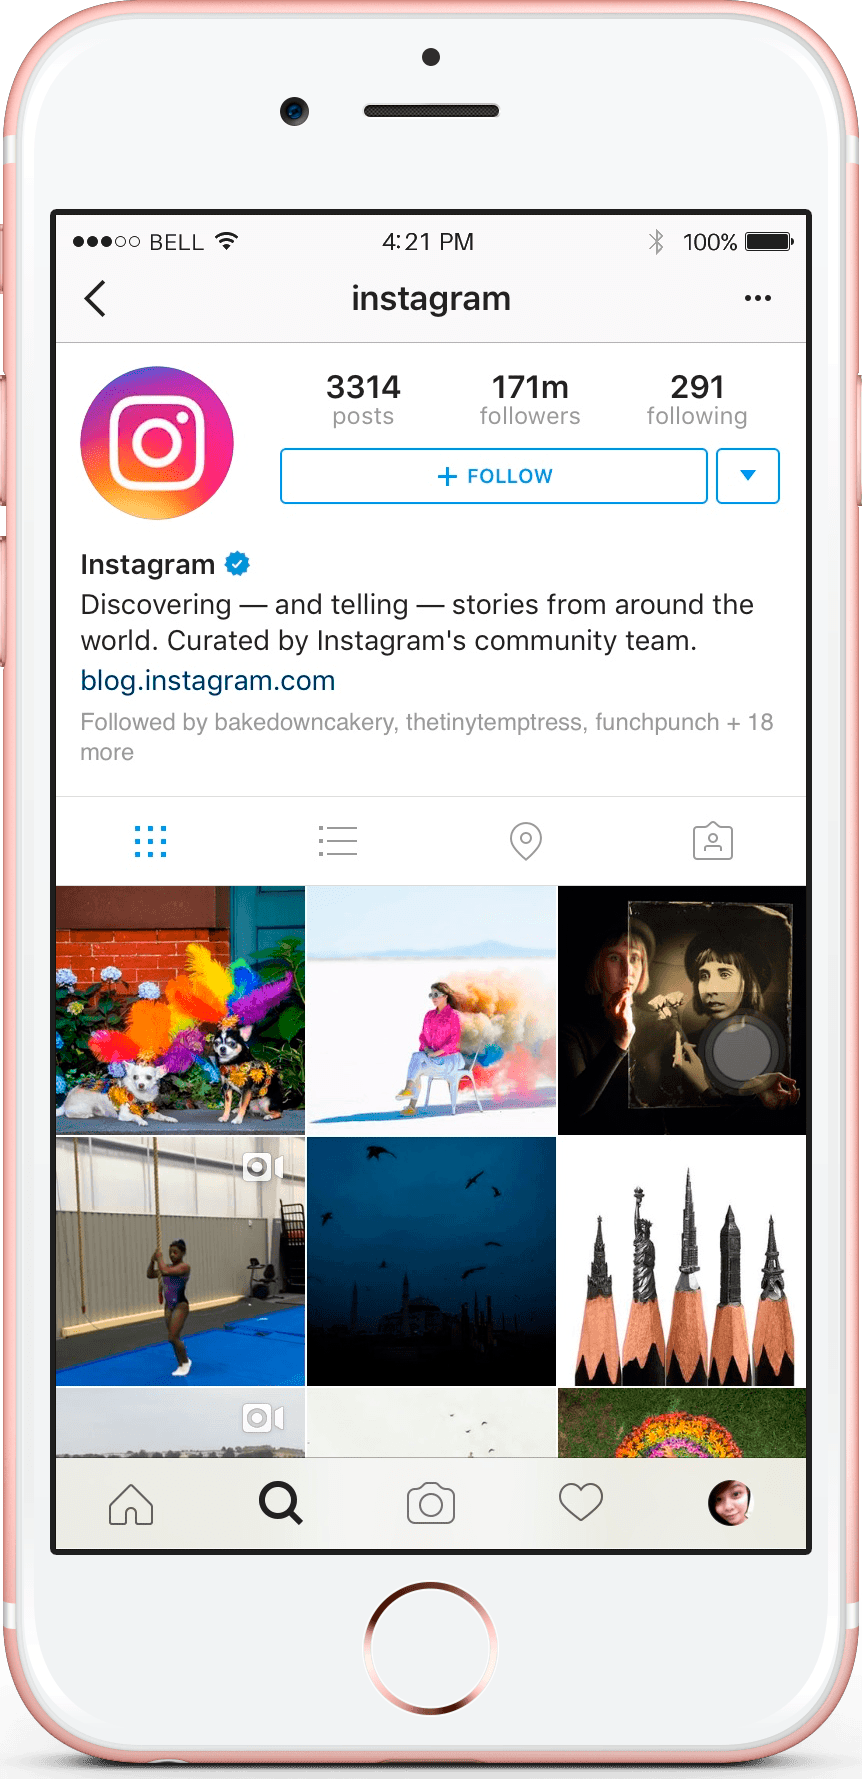 BELL 4:21 PM 100%
instagram
3314 171m 291
posts followers following
+ FOLLOW
Instagram
Discovering — and telling — stories from around the
world. Curated by Instagram's community team.
blog.instagram.com
Followed by bakedowncakery, thetinytemptress, funchpunch + 18
more